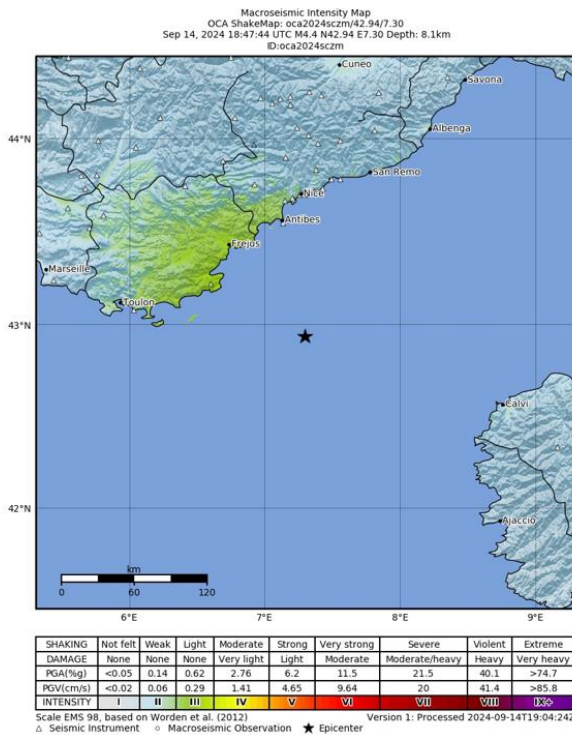 Macroseismic Intensity Map
OCA ShakeMap: oca2024sczm/42.94/7.30
Sep 14, 2024 18:47:44 UTC M4.4 N42.94 E7.30 Depth: 8.1km
ID:oca2024sczm
Cuneo
Savona
44°N
Albenga
San Remo
Nice
Antibes
Frejus
Marseille
Toulon
43°N
Calvi
42°N
Ajaccio
km
0 60 120
6°E 7°E 8°E 9°E
SHAKING Not felt Weak Light Moderate Strong Very strong Severe Violent Extreme
DAMAGE None None None Very light Light Moderate Moderate/heavy Heavy Very heavy
PGA(%g) <0.05 0.14 0.62 2.76 6.2 11.5 21.5 40.1 >74.7
PGV(cm/s) <0.02 0.06 0.29 1.41 4.65 9.64 20 41.4 >85.8
INTENSITY I II III IV V VI VII VIII IX+
Scale EMS 98, based on Worden et al. (2012) Version 1: Processed 2024-09-14T19:04:24Z
△ Seismic Instrument ○ Macroseismic Observation ★ Epicenter